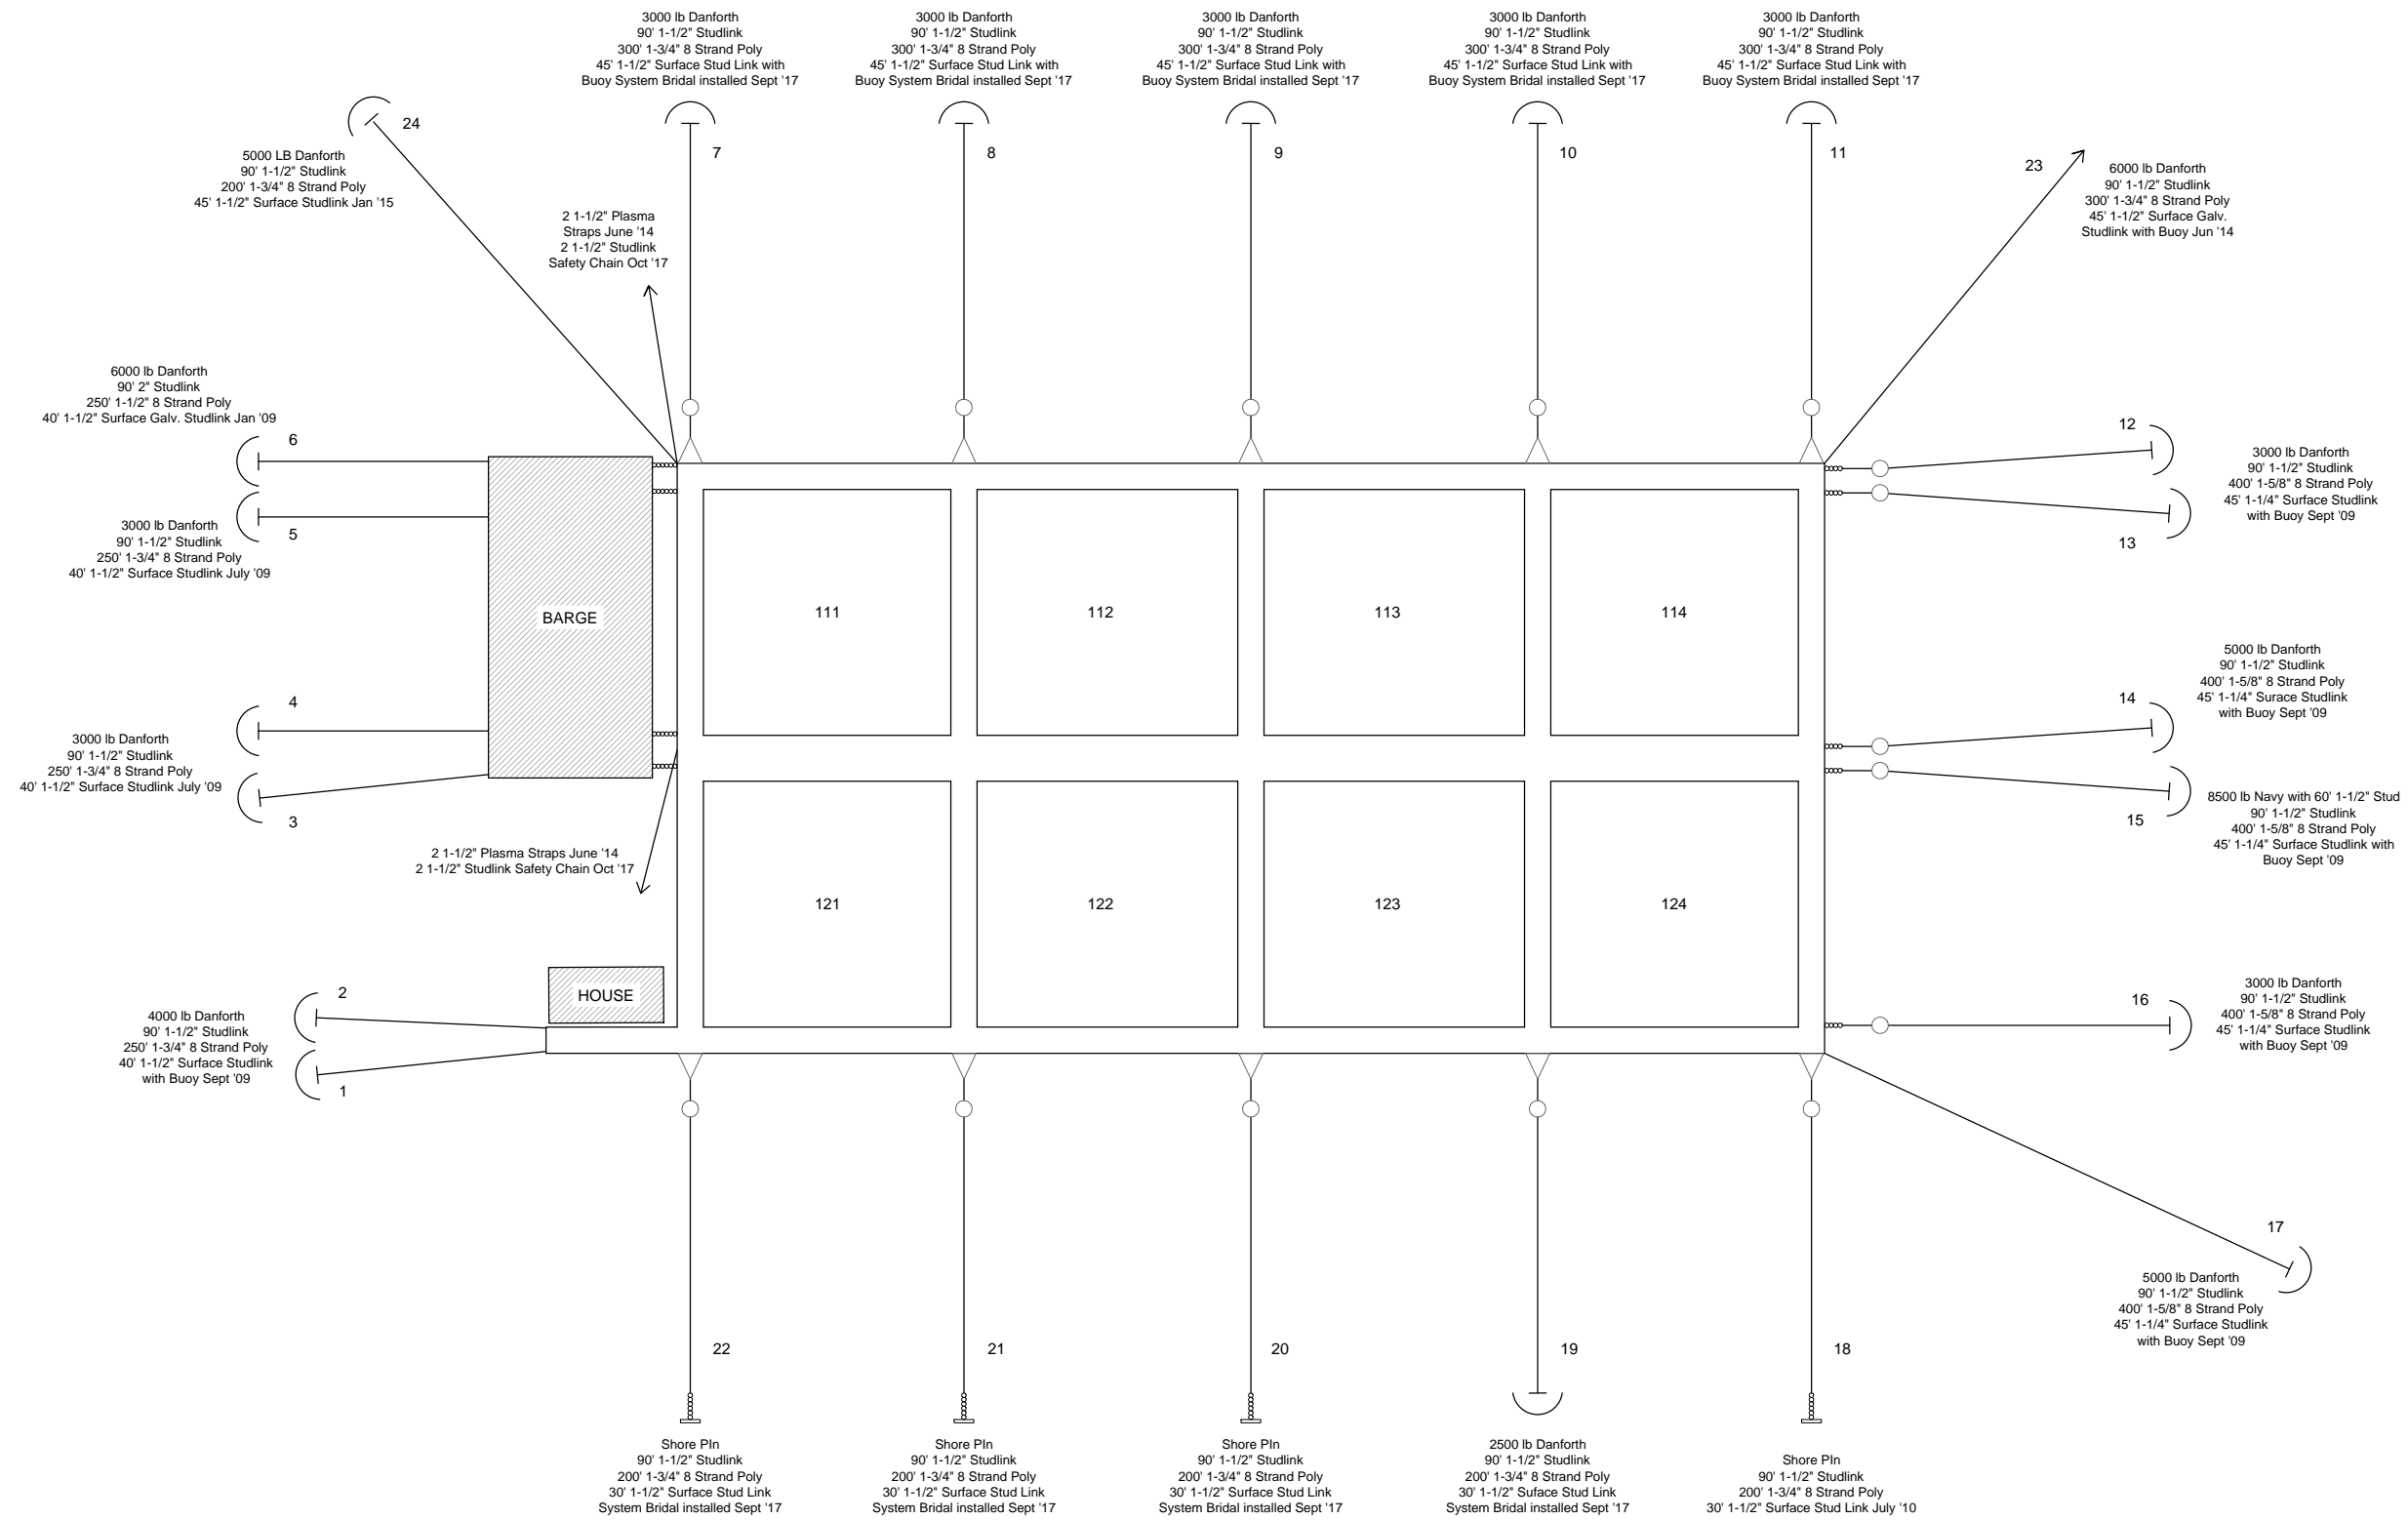 3000 lb Danforth
90' 1-1/2" Studlink
300' 1-3/4" 8 Strand Poly
45' 1-1/2" Surface Stud Link with
Buoy System Bridal installed Sept '17
3000 lb Danforth
90' 1-1/2" Studlink
300' 1-3/4" 8 Strand Poly
45' 1-1/2" Surface Stud Link with
Buoy System Bridal installed Sept '17
3000 lb Danforth
90' 1-1/2" Studlink
300' 1-3/4" 8 Strand Poly
45' 1-1/2" Surface Stud Link with
Buoy System Bridal installed Sept '17
3000 lb Danforth
90' 1-1/2" Studlink
300' 1-3/4" 8 Strand Poly
45' 1-1/2" Surface Stud Link with
Buoy System Bridal installed Sept '17
3000 lb Danforth
90' 1-1/2" Studlink
300' 1-3/4" 8 Strand Poly
45' 1-1/2" Surface Stud Link with
Buoy System Bridal installed Sept '17
24
7
8
9
10
11
23
5000 LB Danforth
90' 1-1/2" Studlink
200' 1-3/4" 8 Strand Poly
45' 1-1/2" Surface Studlink Jan '15
2 1-1/2" Plasma
Straps June '14
2 1-1/2" Studlink
Safety Chain Oct '17
6000 lb Danforth
90' 1-1/2" Studlink
300' 1-3/4" 8 Strand Poly
45' 1-1/2" Surface Galv.
Studlink with Buoy Jun '14
6000 lb Danforth
90' 2" Studlink
250' 1-1/2" 8 Strand Poly
40' 1-1/2" Surface Galv. Studlink Jan '09
6
5
3000 lb Danforth
90' 1-1/2" Studlink
250' 1-3/4" 8 Strand Poly
40' 1-1/2" Surface Studlink July '09
12
3000 lb Danforth
90' 1-1/2" Studlink
400' 1-5/8" 8 Strand Poly
45' 1-1/4" Surface Studlink
with Buoy Sept '09
13
BARGE
111
112
113
114
4
3000 lb Danforth
90' 1-1/2" Studlink
250' 1-3/4" 8 Strand Poly
40' 1-1/2" Surface Studlink July '09
3
5000 lb Danforth
90' 1-1/2" Studlink
400' 1-5/8" 8 Strand Poly
45' 1-1/4" Surace Studlink
with Buoy Sept '09
14
15
8500 lb Navy with 60' 1-1/2" Stud
90' 1-1/2" Studlink
400' 1-5/8" 8 Strand Poly
45' 1-1/4" Surface Studlink with
Buoy Sept '09
2 1-1/2" Plasma Straps June '14
2 1-1/2" Studlink Safety Chain Oct '17
121
122
123
124
HOUSE
2
4000 lb Danforth
90' 1-1/2" Studlink
250' 1-3/4" 8 Strand Poly
40' 1-1/2" Surface Studlink
with Buoy Sept '09
1
16
3000 lb Danforth
90' 1-1/2" Studlink
400' 1-5/8" 8 Strand Poly
45' 1-1/4" Surface Studlink
with Buoy Sept '09
17
5000 lb Danforth
90' 1-1/2" Studlink
400' 1-5/8" 8 Strand Poly
45' 1-1/4" Surface Studlink
with Buoy Sept '09
22
21
20
19
18
Shore PIn
90' 1-1/2" Studlink
200' 1-3/4" 8 Strand Poly
30' 1-1/2" Surface Stud Link
System Bridal installed Sept '17
Shore PIn
90' 1-1/2" Studlink
200' 1-3/4" 8 Strand Poly
30' 1-1/2" Surface Stud Link
System Bridal installed Sept '17
Shore PIn
90' 1-1/2" Studlink
200' 1-3/4" 8 Strand Poly
30' 1-1/2" Surface Stud Link
System Bridal installed Sept '17
2500 lb Danforth
90' 1-1/2" Studlink
200' 1-3/4" 8 Strand Poly
30' 1-1/2" Suface Stud Link
System Bridal installed Sept '17
Shore PIn
90' 1-1/2" Studlink
200' 1-3/4" 8 Strand Poly
30' 1-1/2" Surface Stud Link July '10